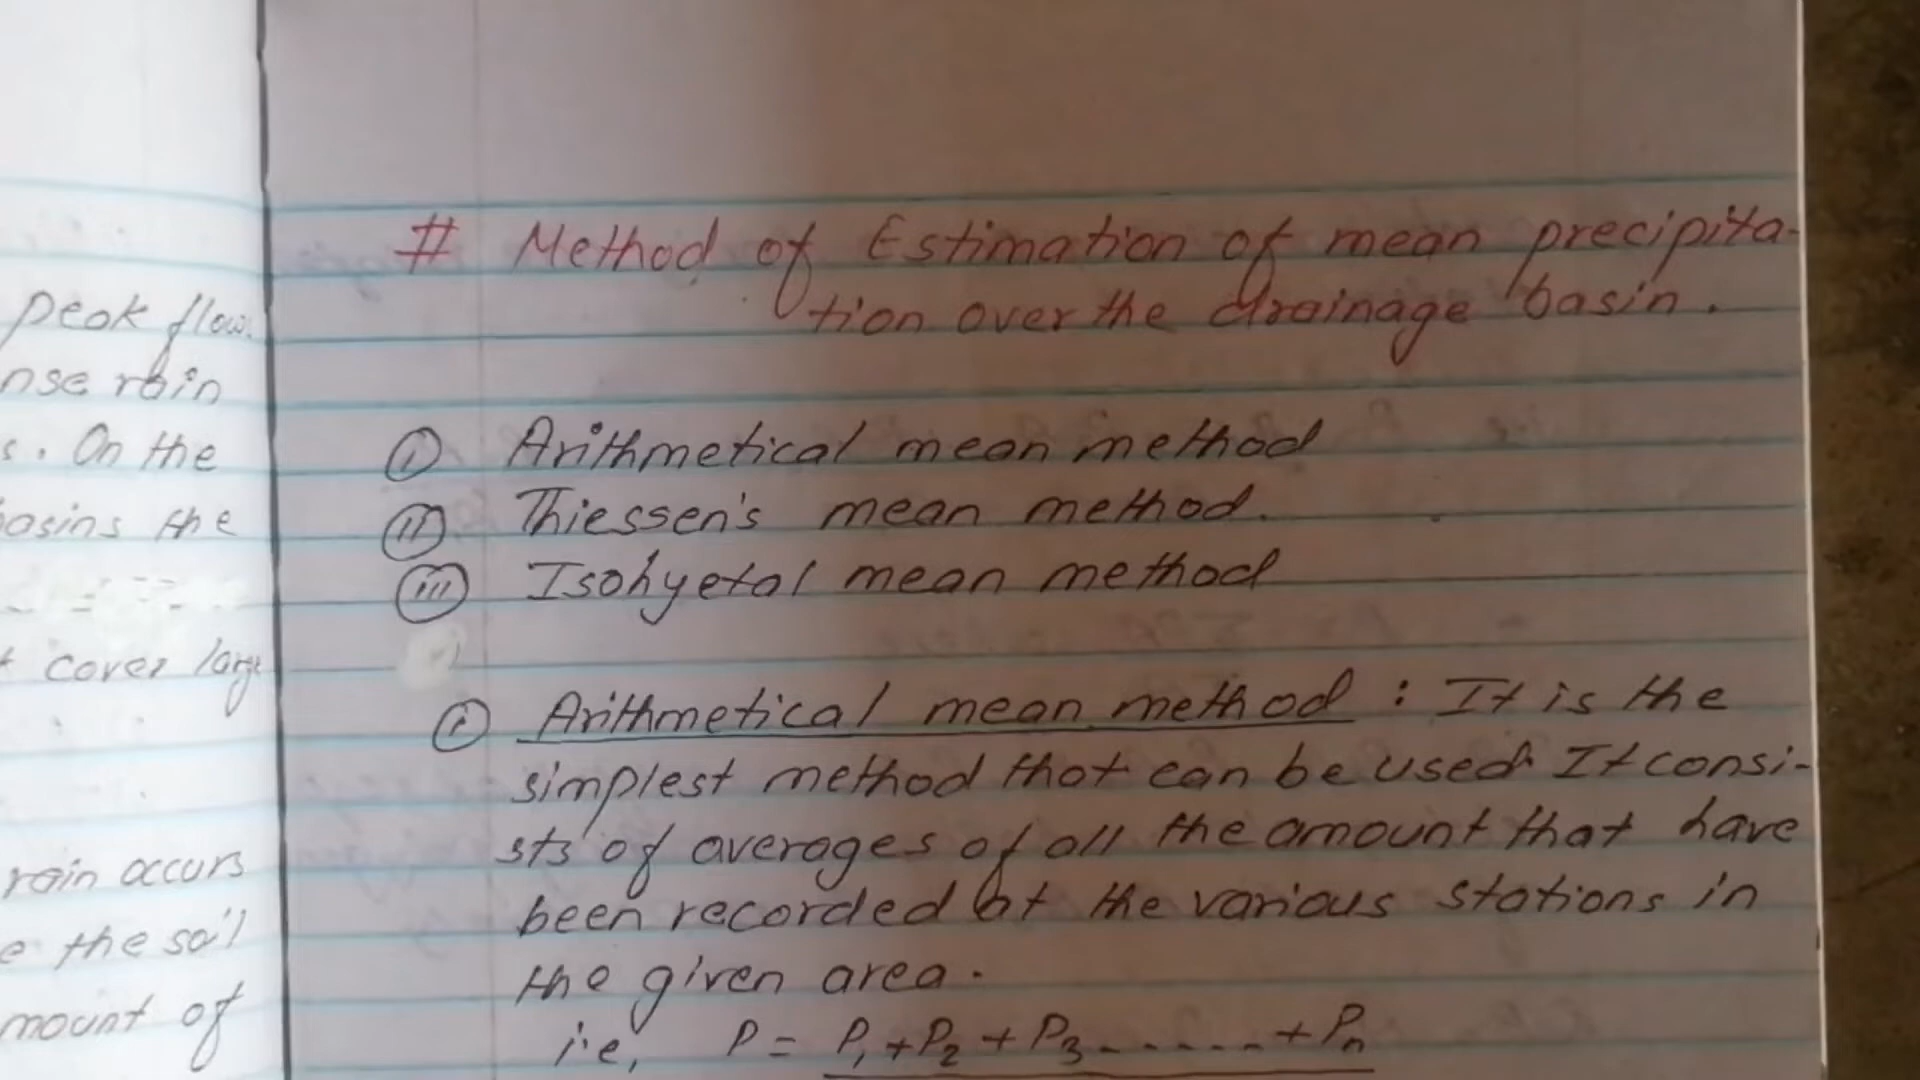 peak flow.
nse rain
s. On the
basins the
t cover large
rain occurs
e the soil
mount of
# Method of Estimation of mean precipita-
tion over the drainage basin.
(i) Arithmetical mean method
(ii) Thiessen's mean method.
(iii) Isohyetal mean method
(i) Arithmetical mean method : It is the
simplest method that can be used. It consi-
sts of averages of all the amount that have
been recorded at the various stations in
the given area.
i.e, P = P₁ + P₂ + P₃ ------ + Pₙ